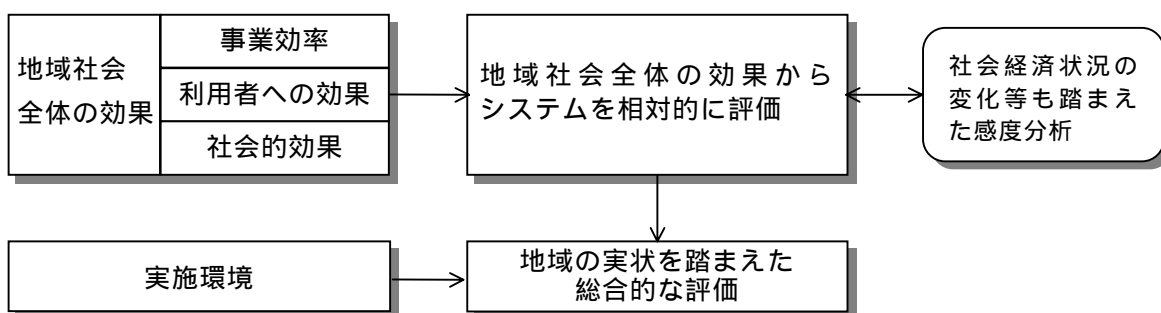 地域社会
全体の効果
事業効率
利用者への効果
社会的効果
地域社会全体の効果から
システムを相対的に評価
社会経済状況の
変化等も踏まえ
た感度分析
実施環境
地域の実状を踏まえた
総合的な評価